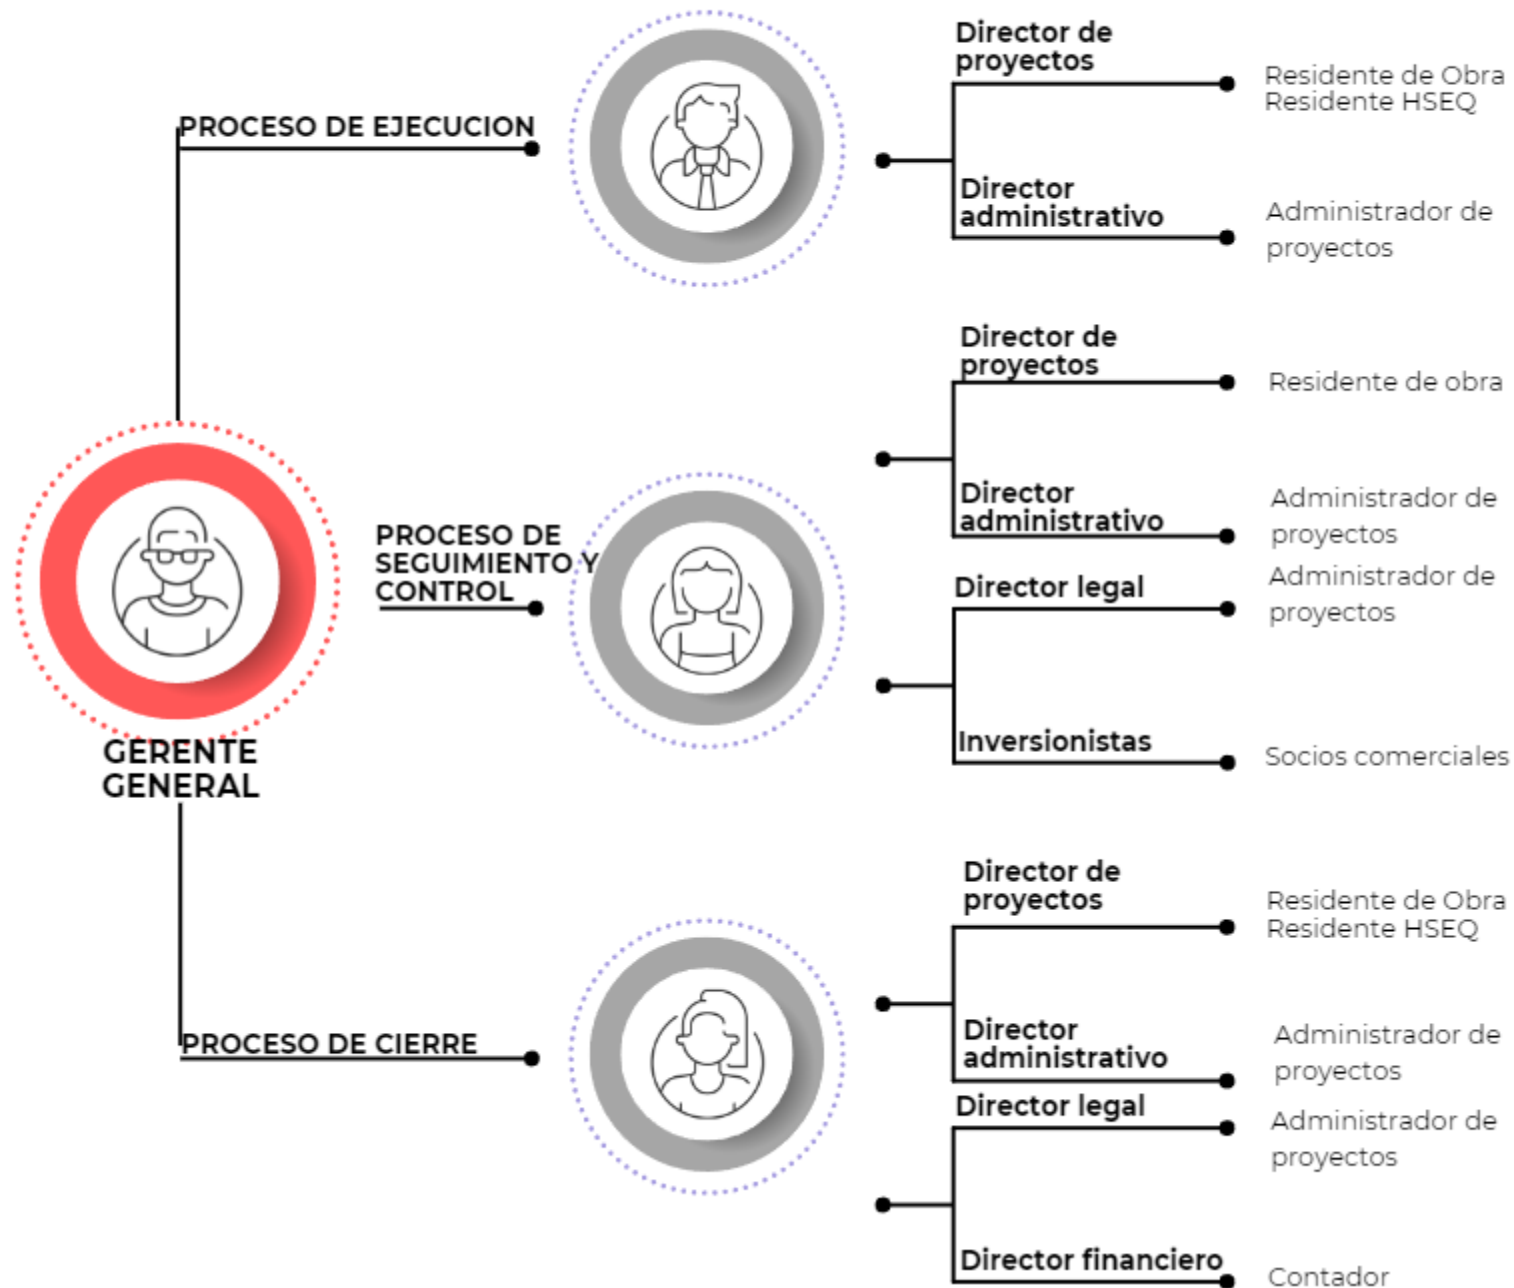 Director de
proyectos
Residente de Obra
Residente HSEQ
PROCESO DE EJECUCION
Director
administrativo
Administrador de
proyectos
Director de
proyectos
Residente de obra
Director
administrativo
Administrador de
proyectos
PROCESO DE
SEGUIMIENTO Y
CONTROL
Director legal
Administrador de
proyectos
Inversionistas
Socios comerciales
GERENTE
GENERAL
Director de
proyectos
Residente de Obra
Residente HSEQ
PROCESO DE CIERRE
Director
administrativo
Administrador de
proyectos
Director legal
Administrador de
proyectos
Director financiero
Contador